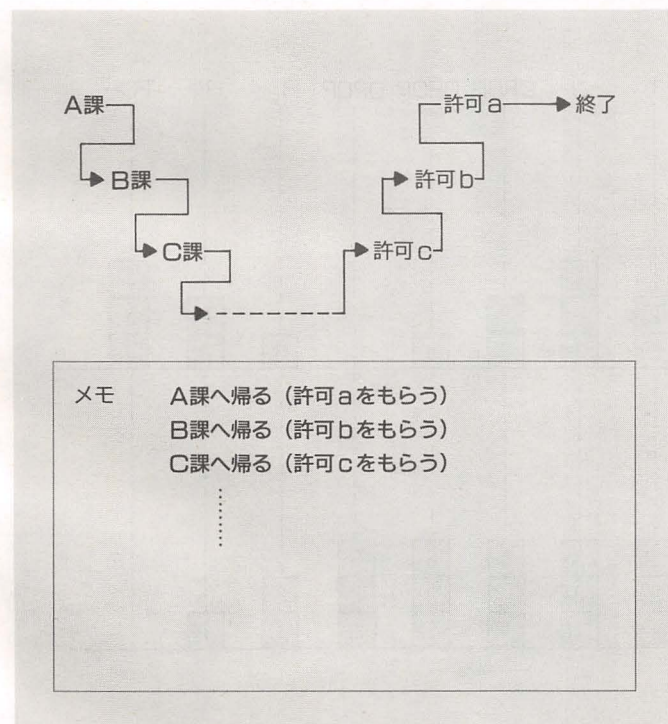 A課 許可a 終了
B課 許可b
C課 許可c
メモ A課へ帰る（許可aをもらう）
B課へ帰る（許可bをもらう）
C課へ帰る（許可cをもらう）